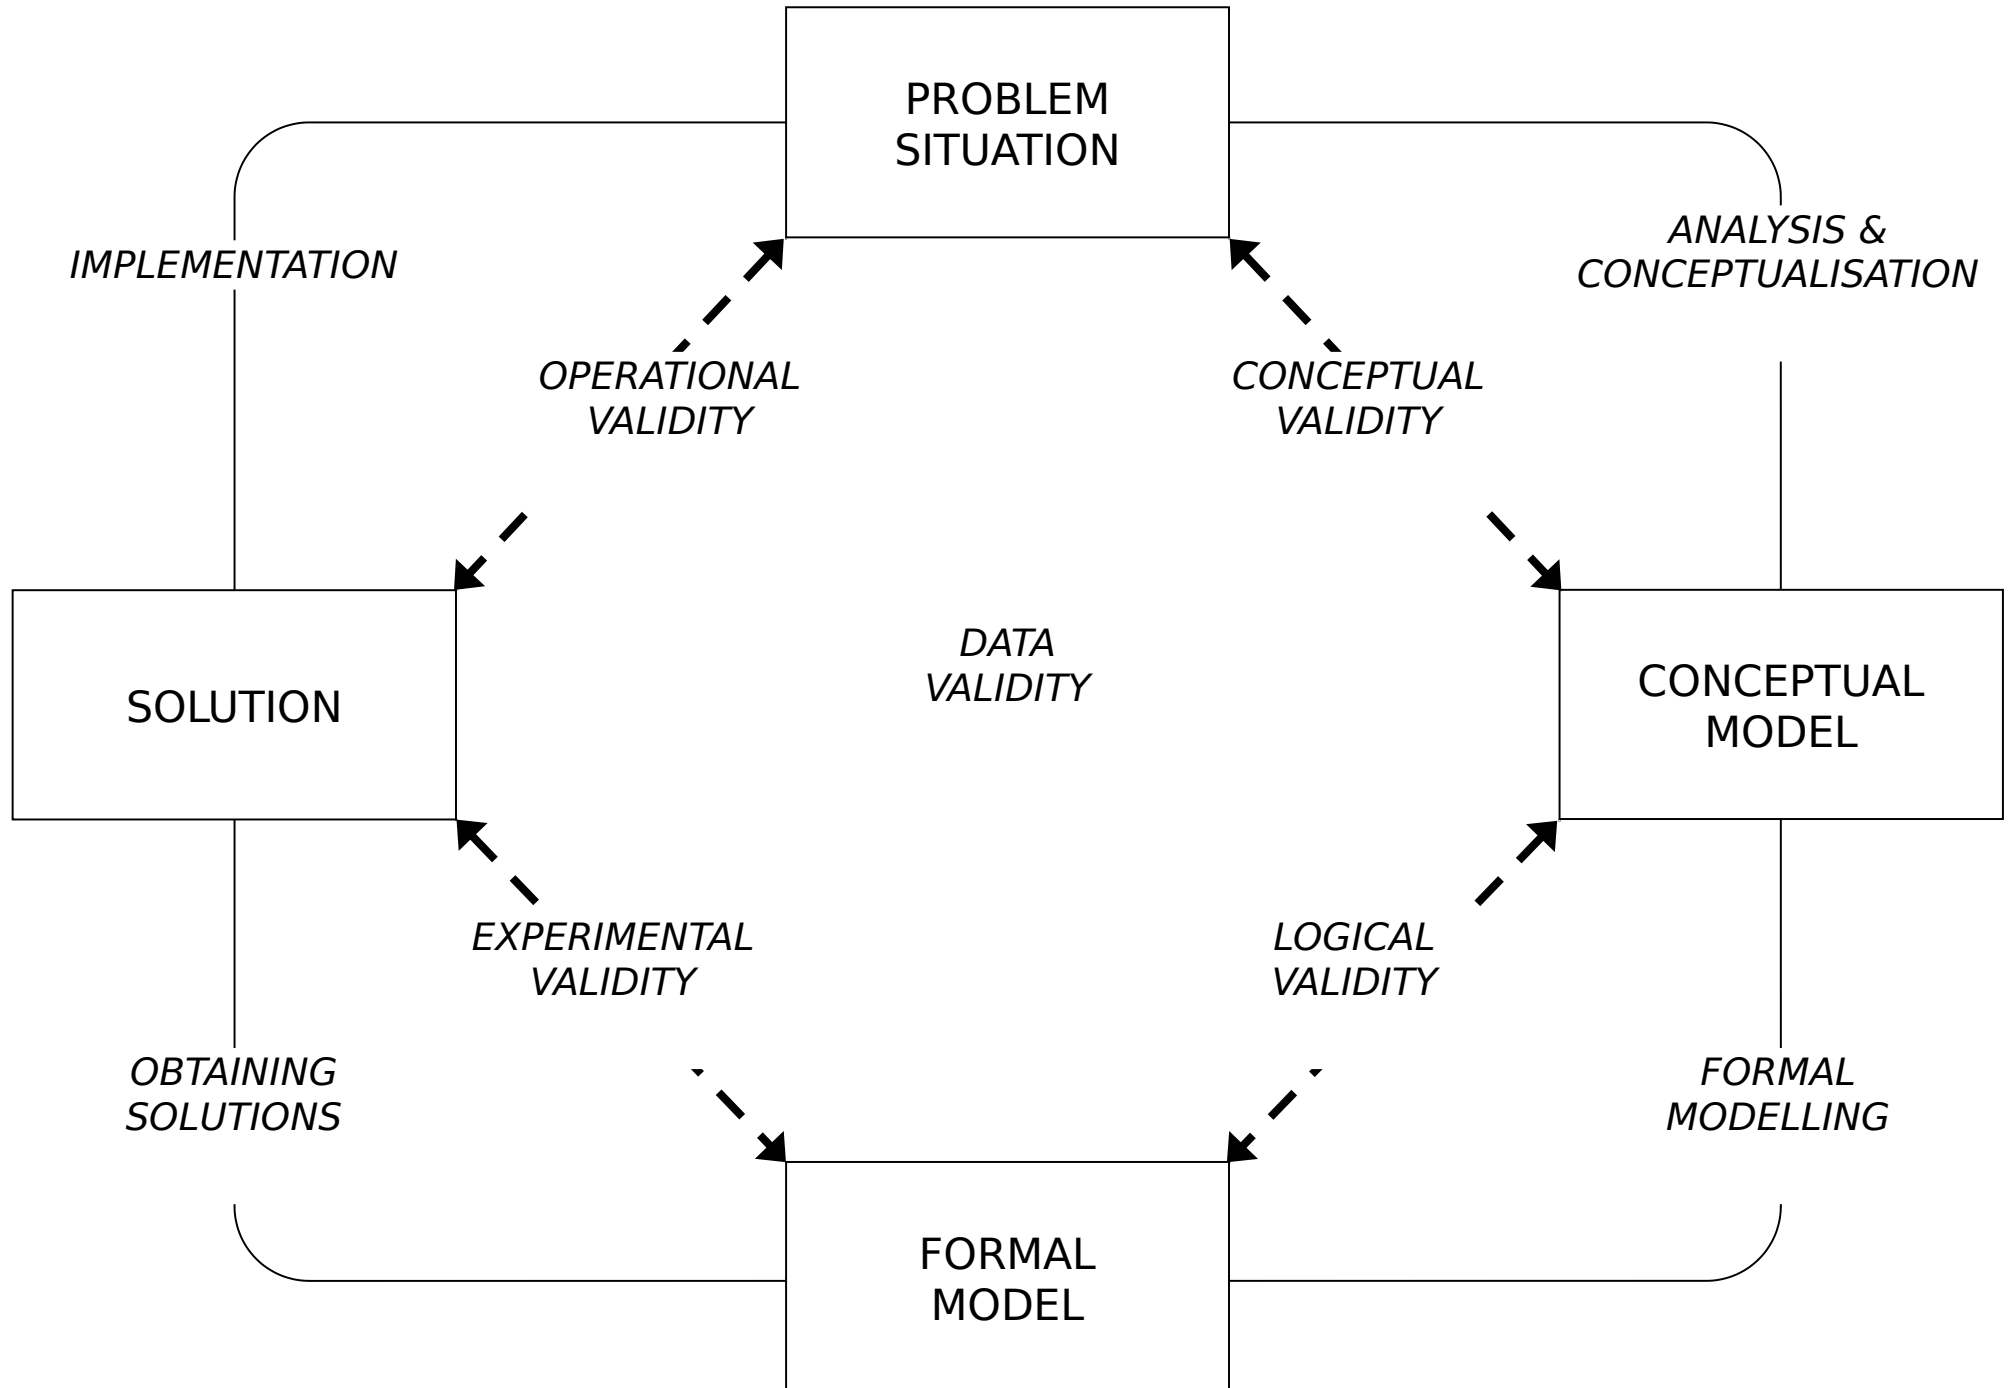 PROBLEM
SITUATION
IMPLEMENTATION
ANALYSIS &
CONCEPTUALISATION
OPERATIONAL
VALIDITY
CONCEPTUAL
VALIDITY
DATA
VALIDITY
SOLUTION
CONCEPTUAL
MODEL
EXPERIMENTAL
VALIDITY
LOGICAL
VALIDITY
OBTAINING
SOLUTIONS
FORMAL
MODELLING
FORMAL
MODEL